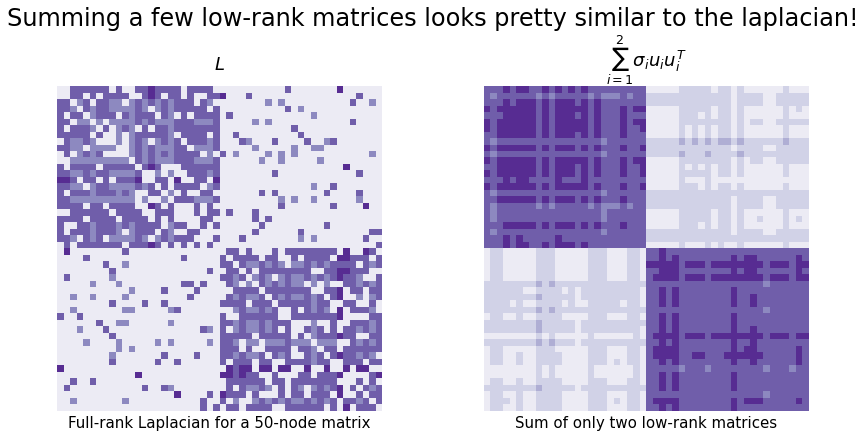 Summing a few low-rank matrices looks pretty similar to the laplacian!
L
2
∑ σᵢuᵢuᵢᵀ
i = 1
Full-rank Laplacian for a 50-node matrix
Sum of only two low-rank matrices